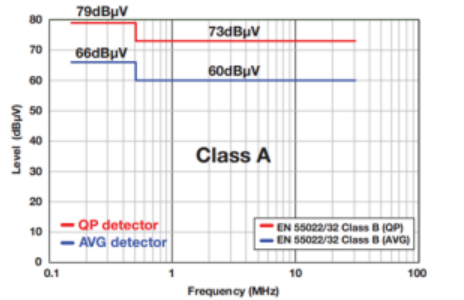 79dBµV
73dBµV
66dBµV
60dBµV
Level (dBµV)
80
70
60
50
40
30
20
10
0
Class A
QP detector
AVG detector
EN 55022/32 Class B (QP)
EN 55022/32 Class B (AVG)
0.1
1
10
100
Frequency (MHz)